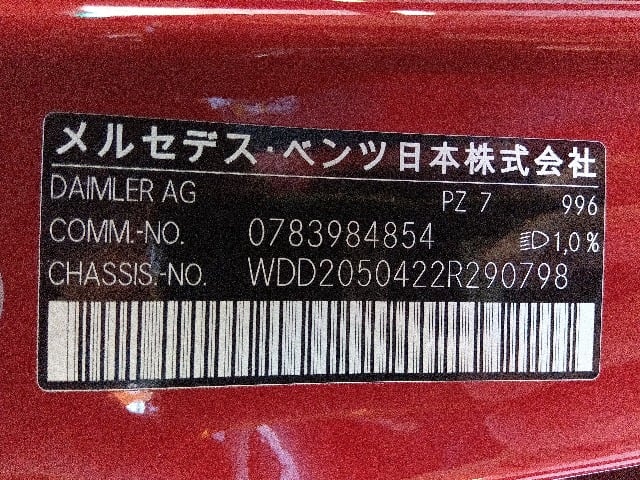 メルセデス・ベンツ日本株式会社
DAIMLER AG PZ 7 996
COMM.-NO. 0783984854 1,0%
CHASSIS.-NO. WDD2050422R290798